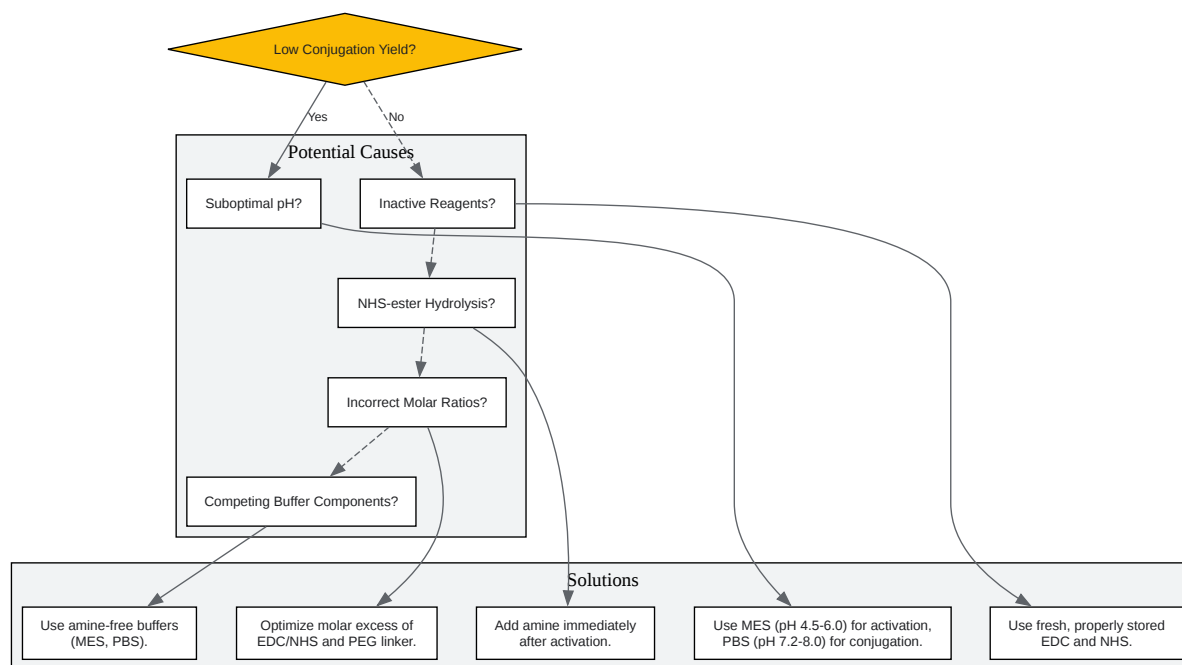 Low Conjugation Yield?
Yes
No
Potential Causes
Suboptimal pH?
Inactive Reagents?
NHS-ester Hydrolysis?
Incorrect Molar Ratios?
Competing Buffer Components?
Solutions
Use amine-free buffers
(MES, PBS).
Optimize molar excess of
EDC/NHS and PEG linker.
Add amine immediately
after activation.
Use MES (pH 4.5-6.0) for activation,
PBS (pH 7.2-8.0) for conjugation.
Use fresh, properly stored
EDC and NHS.